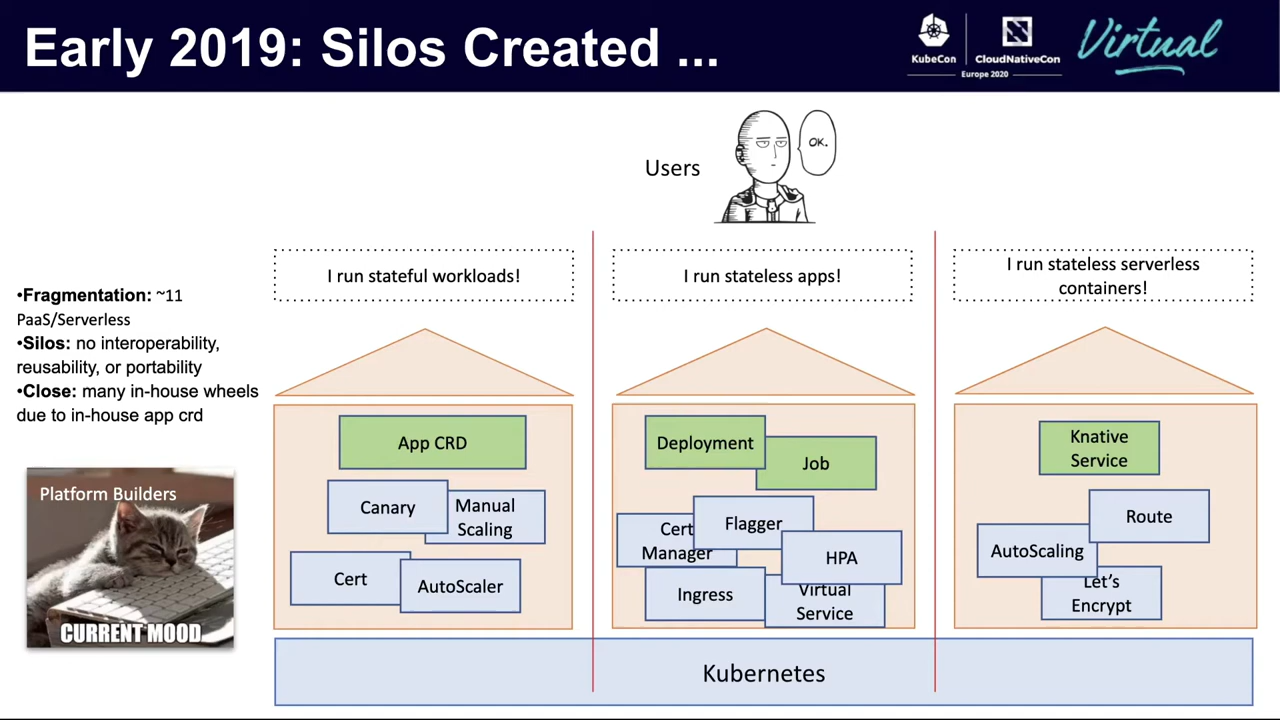 Early 2019: Silos Created ...
KubeCon
CloudNativeCon
Europe 2020
Virtual
Users
OK.
I run stateful workloads!
I run stateless apps!
I run stateless serverless
containers!
•Fragmentation: ~11
PaaS/Serverless
•Silos: no interoperability,
reusability, or portability
•Close: many in-house wheels
due to in-house app crd
Platform Builders
CURRENT MOOD
App CRD
Canary
Manual
Scaling
Cert
AutoScaler
Deployment
Job
Cert
Manager
Flagger
HPA
Ingress
Virtual
Service
Knative
Service
Route
AutoScaling
Let's
Encrypt
Kubernetes